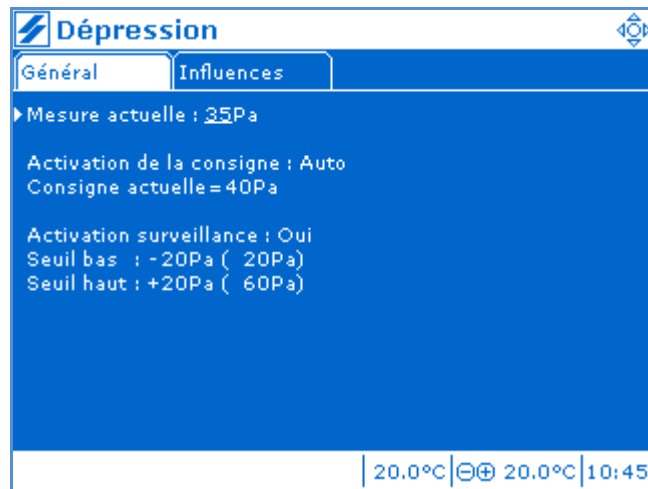 Dépression
Général Influences
Mesure actuelle : 35Pa
Activation de la consigne : Auto
Consigne actuelle=40Pa
Activation surveillance : Oui
Seuil bas : -20Pa ( 20Pa)
Seuil haut : +20Pa ( 60Pa)
20.0°C ⊖⊕ 20.0°C 10:45